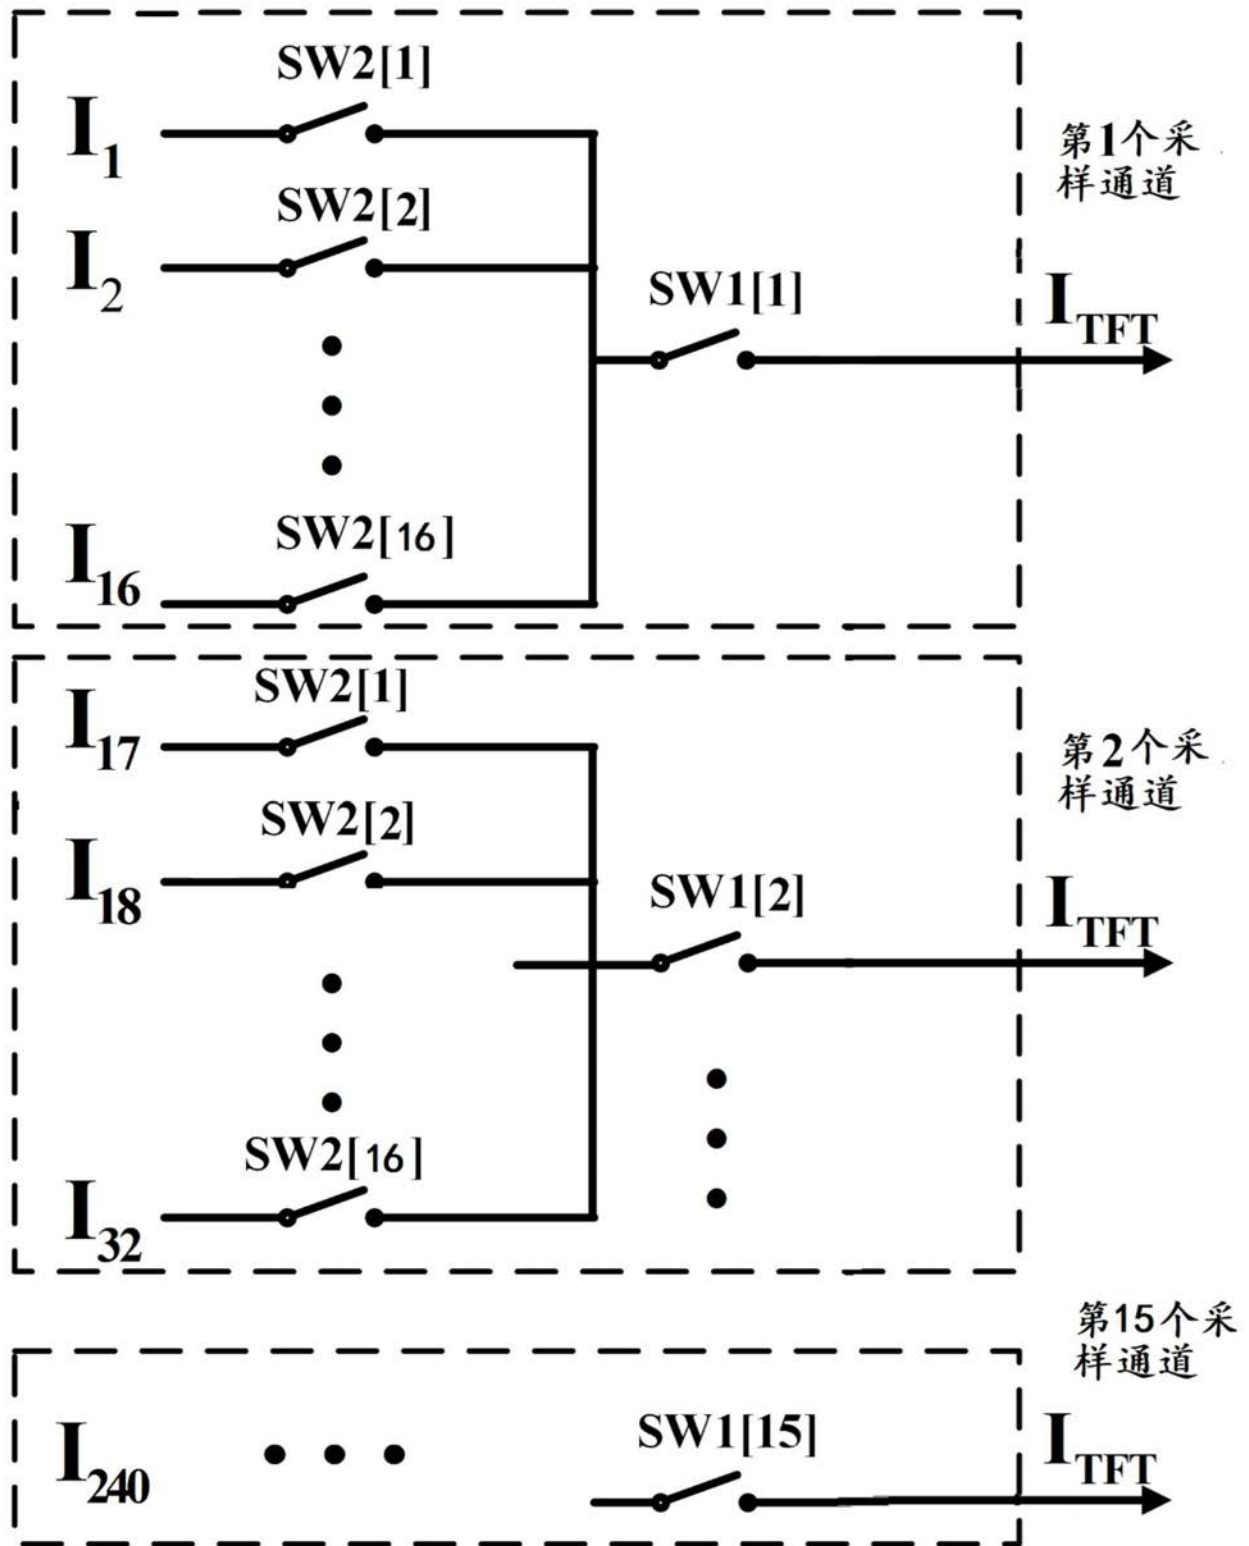 SW2[1]
I1
第1个采
样通道
SW2[2]
I2
SW1[1]
ITFT
SW2[16]
I16
SW2[1]
I17
第2个采
样通道
SW2[2]
I18
SW1[2]
ITFT
SW2[16]
I32
第15个采
样通道
SW1[15]
I240
ITFT